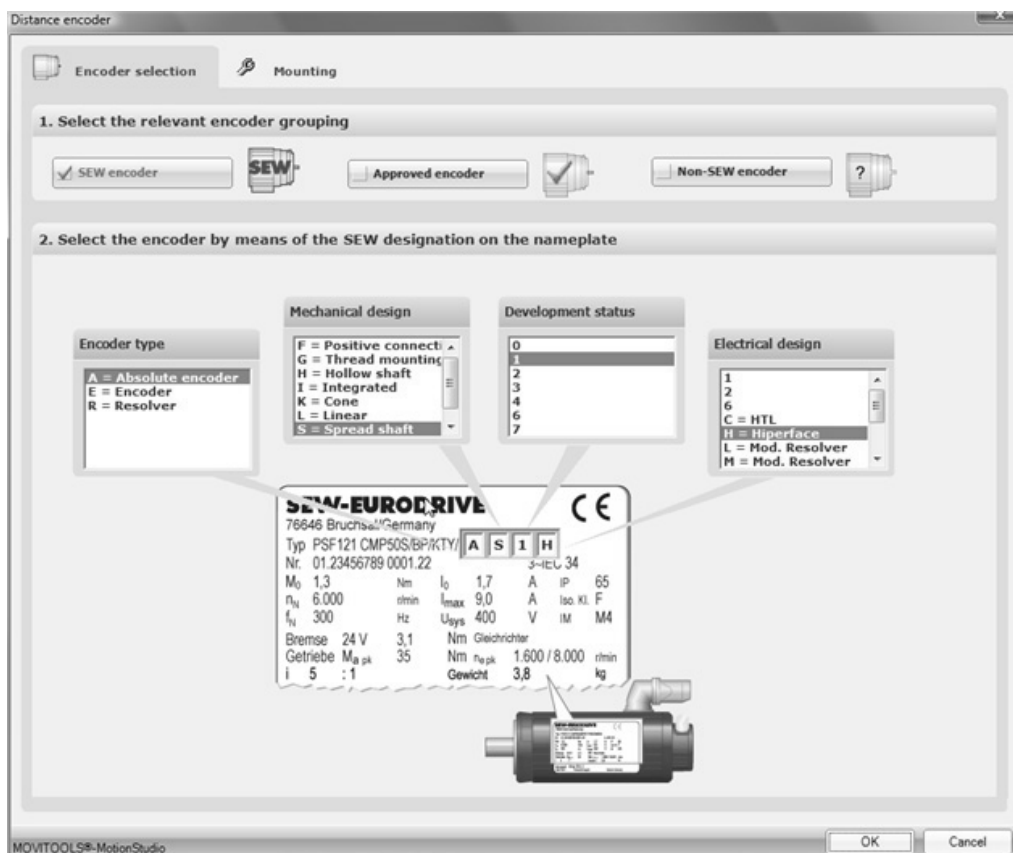 Distance encoder
Encoder selection
Mounting
1. Select the relevant encoder grouping
SEW encoder
SEW
Approved encoder
Non-SEW encoder
?
2. Select the encoder by means of the SEW designation on the nameplate
Encoder type
A = Absolute encoder
E = Encoder
R = Resolver
Mechanical design
F = Positive connecti
G = Thread mounting
H = Hollow shaft
I = Integrated
K = Cone
L = Linear
S = Spread shaft
Development status
0
1
2
3
4
6
7
Electrical design
1
2
6
C = HTL
H = Hiperface
L = Mod. Resolver
M = Mod. Resolver
SEW-EURODRIVE CE
76646 Bruchsal/Germany
Typ PSF121 CMP50S/BP/KTY/ A S 1 H
Nr. 01.23456789 0001.22 3~IEC 34
M0 1,3 Nm I0 1,7 A IP 65
nN 6.000 r/min Imax 9,0 A Iso. Kl. F
fN 300 Hz Usys 400 V IM M4
Bremse 24 V 3,1 Nm Gleichrichter
Getriebe Ma pk 35 Nm ne pk 1.600 / 8.000 r/min
i 5 :1 Gewicht 3,8 kg
SEW-EURODRIVE
OK
Cancel
MOVITOOLS®-MotionStudio